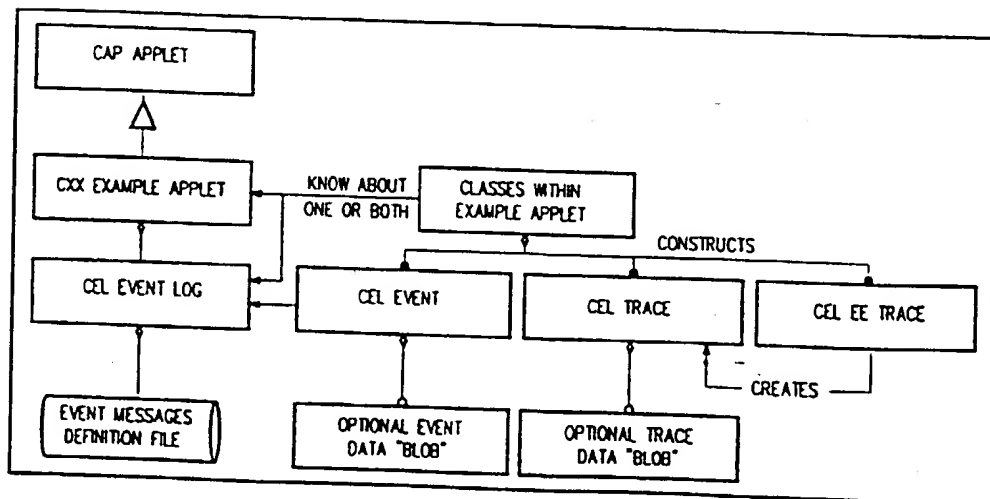 CAP APPLET
CXX EXAMPLE APPLET
KNOW ABOUT
ONE OR BOTH
CLASSES WITHIN
EXAMPLE APPLET
CONSTRUCTS
CEL EVENT LOG
CEL EVENT
CEL TRACE
CEL EE TRACE
CREATES
EVENT MESSAGES
DEFINITION FILE
OPTIONAL EVENT
DATA "BLOB"
OPTIONAL TRACE
DATA "BLOB"